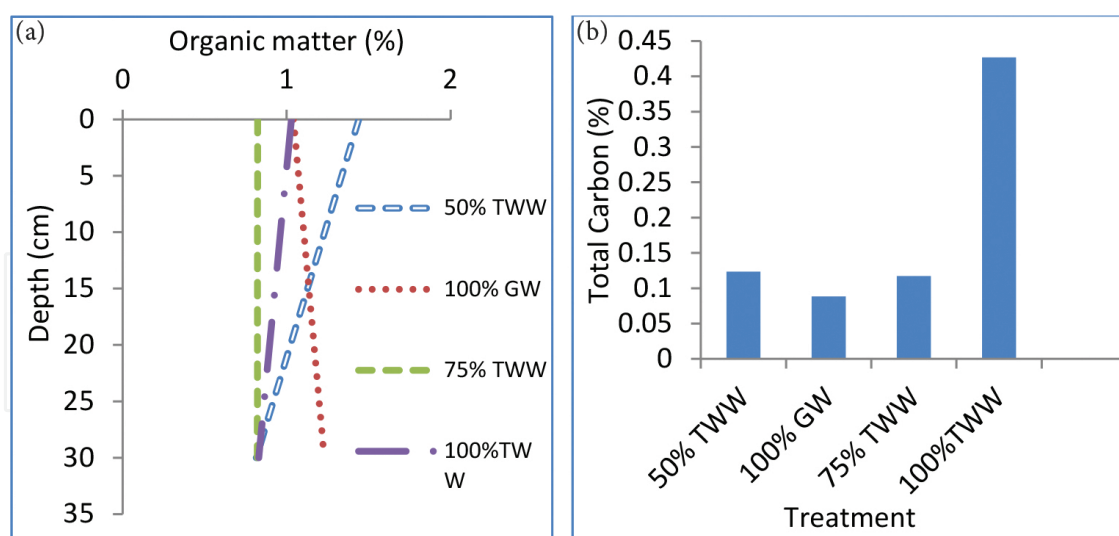 (a)
Organic matter (%)
0 1 2
Depth (cm)
0
5
10
15
20
25
30
35
50% TWW
100% GW
75% TWW
100%TW
W
(b)
Total Carbon (%)
0.45
0.4
0.35
0.3
0.25
0.2
0.15
0.1
0.05
0
50% TWW
100% GW
75% TWW
100%TWW
Treatment